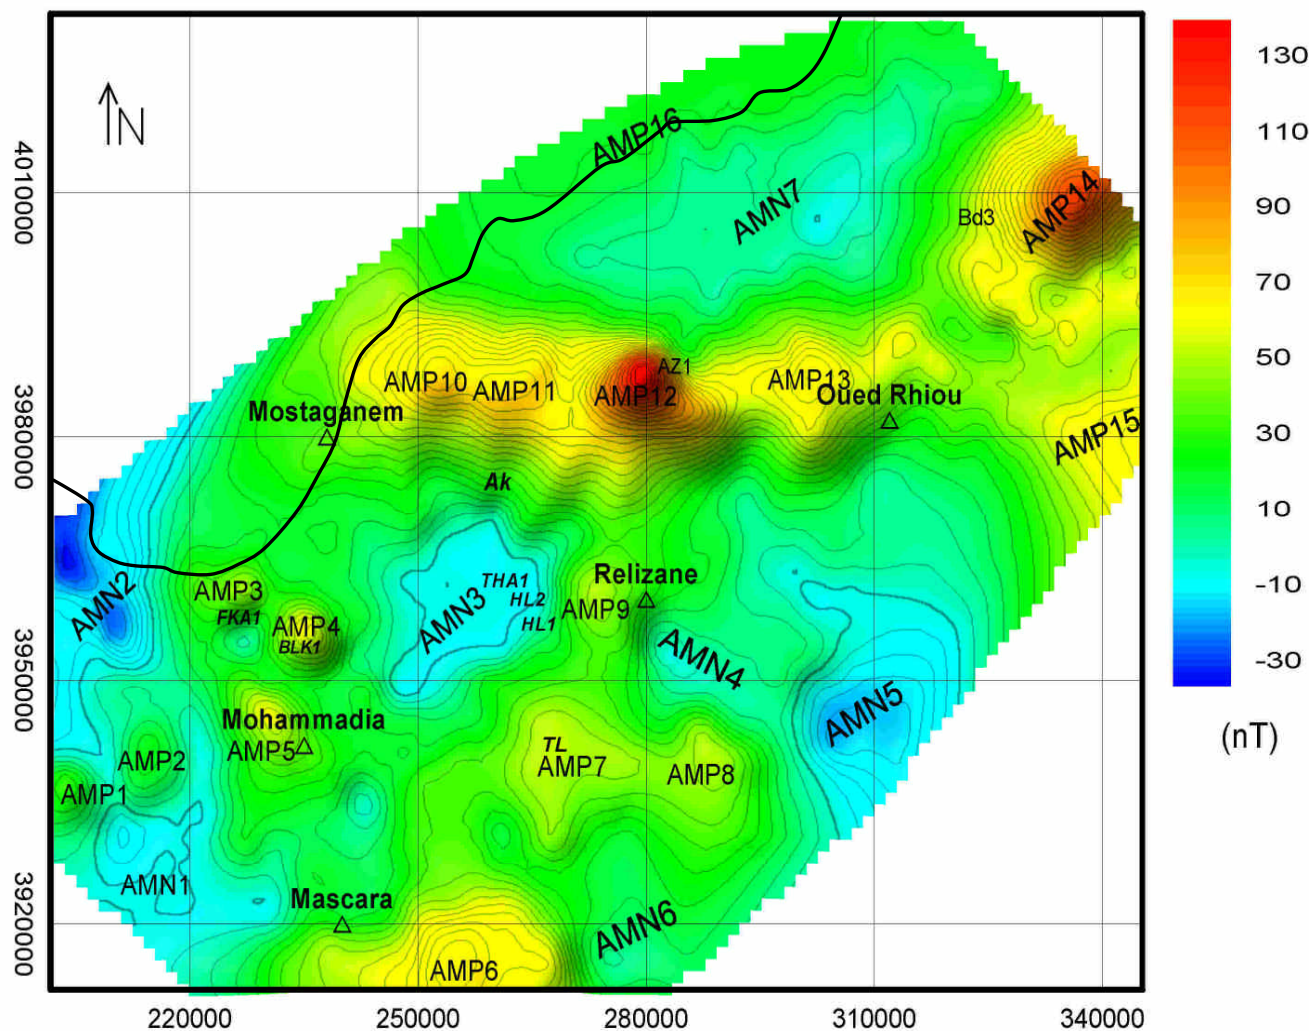 130
110
90
70
50
30
10
-10
-30
(nT)
N
4010000
3980000
3950000
3920000
AMP16
AMN7
Bd3
AMP14
AZ1
AMP10
AMP11
AMP12
AMP13
Oued Rhiou
Mostaganem
AMP15
Ak
AMN2
AMP3
FKA1
AMP4
BLK1
AMN3
THA1
HL2
HL1
Relizane
AMP9
AMN4
AMN5
Mohammadia
AMP5
AMP2
AMP1
TL
AMP7
AMP8
AMN1
Mascara
AMP6
AMN6
220000
250000
280000
310000
340000